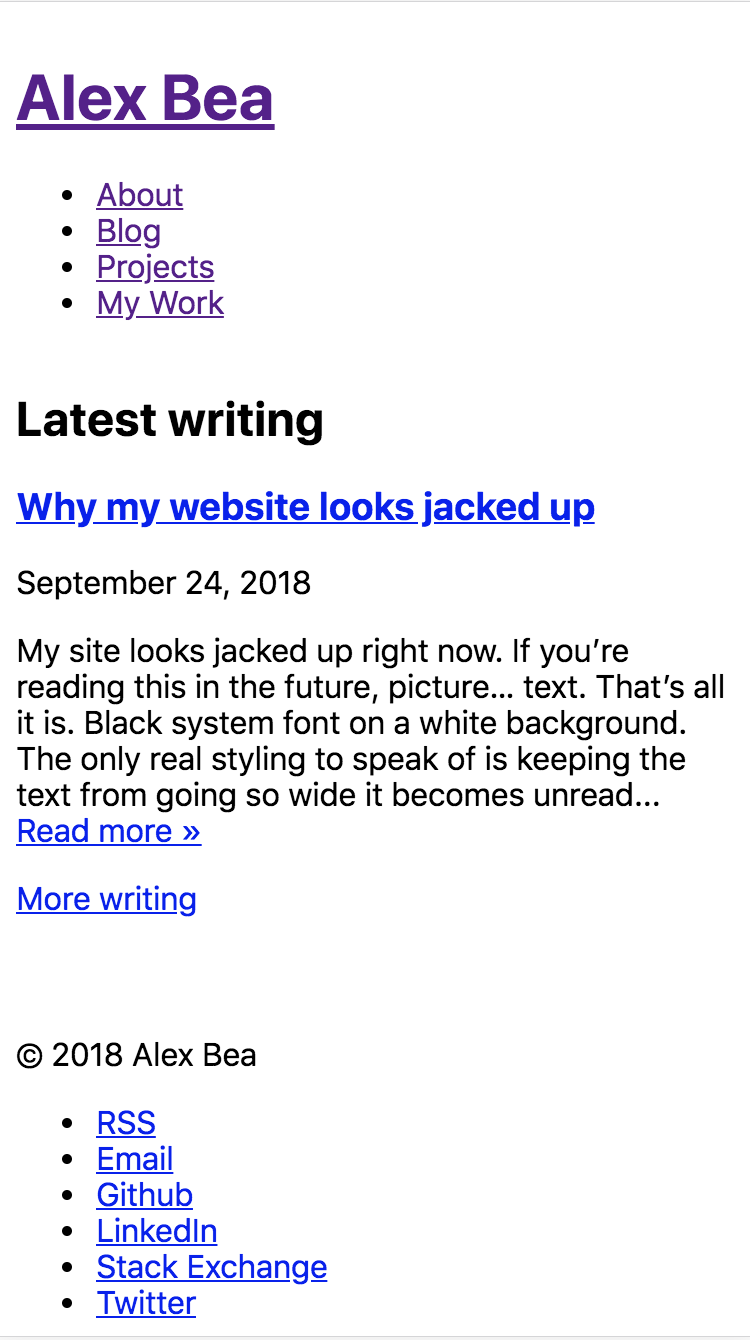 Alex Bea
• About
• Blog
• Projects
• My Work
Latest writing
Why my website looks jacked up
September 24, 2018
My site looks jacked up right now. If you’re
reading this in the future, picture… text. That’s all
it is. Black system font on a white background.
The only real styling to speak of is keeping the
text from going so wide it becomes unread...
Read more »
More writing
© 2018 Alex Bea
• RSS
• Email
• Github
• LinkedIn
• Stack Exchange
• Twitter